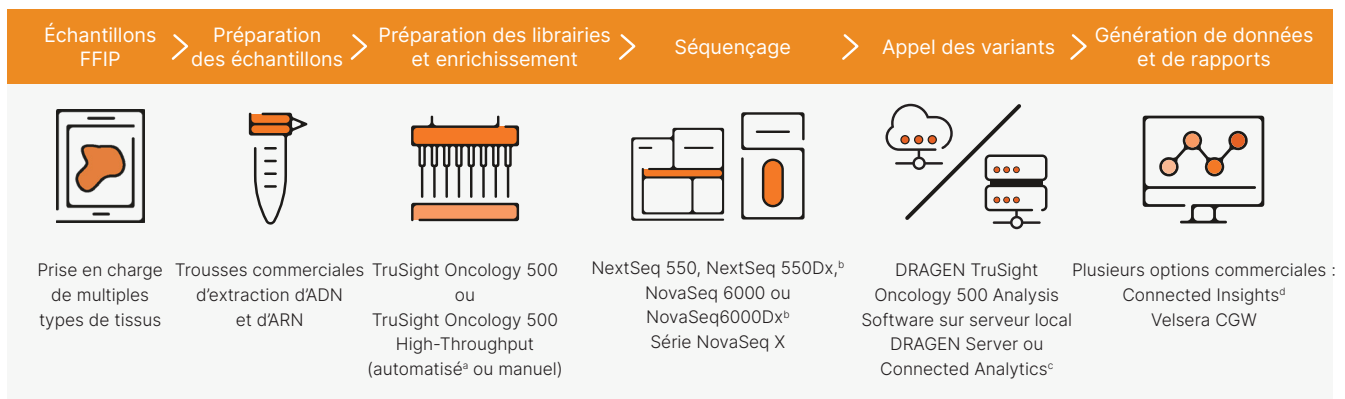 Échantillons
FFIP
Préparation
des échantillons
Préparation des librairies
et enrichissement
Séquençage
Appel des variants
Génération de données
et de rapports
Prise en charge
de multiples
types de tissus
Trousses commerciales
d’extraction d’ADN
et d’ARN
TruSight Oncology 500
ou
TruSight Oncology 500
High-Throughput
(automatiséᵃ ou manuel)
NextSeq 550, NextSeq 550Dx,ᵇ
NovaSeq 6000 ou
NovaSeq6000Dxᵇ
Série NovaSeq X
DRAGEN TruSight
Oncology 500 Analysis
Software sur serveur local
DRAGEN Server ou
Connected Analyticsᶜ
Plusieurs options commerciales :
Connected Insightsᵈ
Velsera CGW